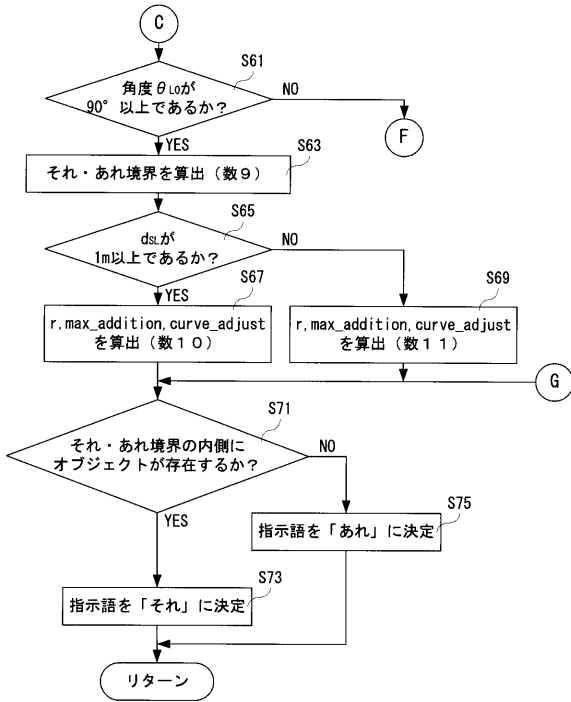 C
S61
角度θLOが
90°以上であるか？
NO
F
YES
S63
それ・あれ境界を算出（数９）
S65
dSLが
1m以上であるか？
NO
YES
S67
r,max_addition,curve_adjust
を算出（数１０）
S69
r,max_addition,curve_adjust
を算出（数１１）
G
S71
それ・あれ境界の内側に
オブジェクトが存在するか？
NO
YES
S75
指示語を「あれ」に決定
S73
指示語を「それ」に決定
リターン